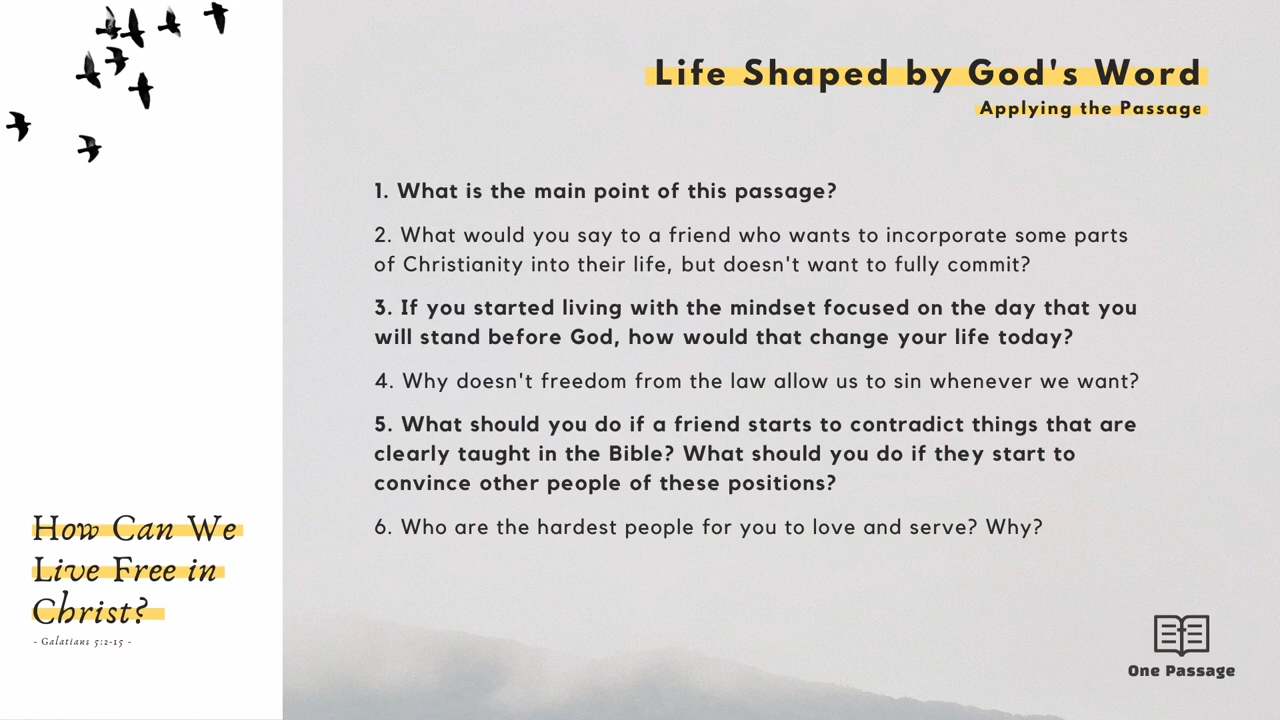 Life Shaped by God's Word
Applying the Passage
1. What is the main point of this passage?
2. What would you say to a friend who wants to incorporate some parts
of Christianity into their life, but doesn't want to fully commit?
3. If you started living with the mindset focused on the day that you
will stand before God, how would that change your life today?
4. Why doesn't freedom from the law allow us to sin whenever we want?
5. What should you do if a friend starts to contradict things that are
clearly taught in the Bible? What should you do if they start to
convince other people of these positions?
6. Who are the hardest people for you to love and serve? Why?
How Can We
Live Free in
Christ?
- Galatians 5:2-15 -
One Passage